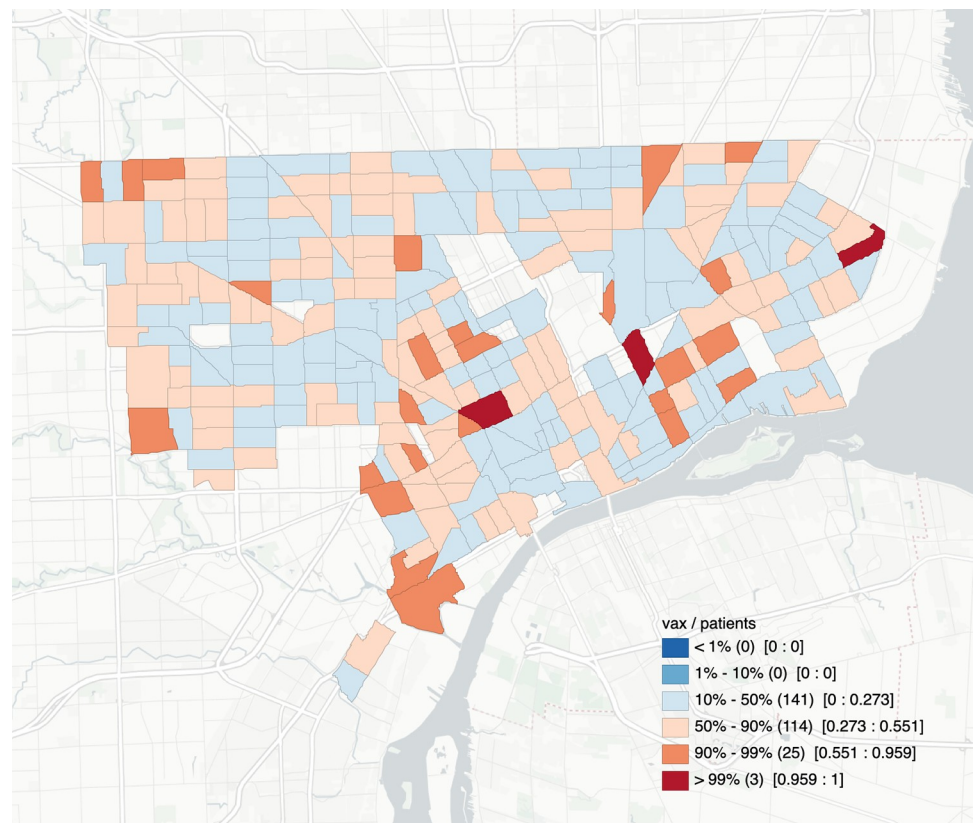 vax / patients
< 1% (0) [0 : 0]
1% - 10% (0) [0 : 0]
10% - 50% (141) [0 : 0.273]
50% - 90% (114) [0.273 : 0.551]
90% - 99% (25) [0.551 : 0.959]
> 99% (3) [0.959 : 1]